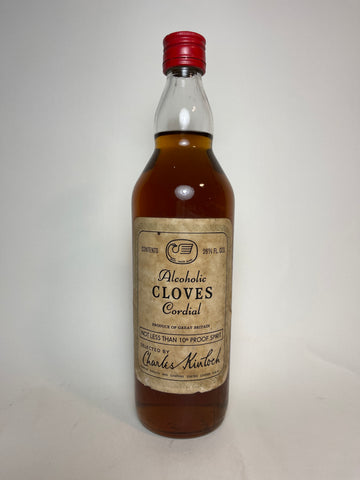 CONTENTS 26⅔ FL. OZS.
Alcoholic
CLOVES
Cordial
PRODUCE OF GREAT BRITAIN
NOT LESS THAN 10° PROOF SPIRIT
SELECTED BY
Charles Kinloch